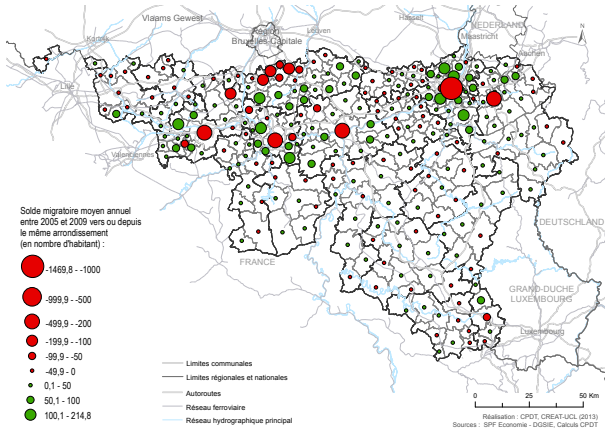 Vlaams Gewest
Région
Bruxelles Capitale
Louvain
Hasselt
NEDERLAND
Maastricht
Aachen
Kortrijk
Lille
Valenciennes
N
DEUTSCHLAND
FRANCE
GRAND-DUCHE
LUXEMBOURG
Luxembourg
Solde migratoire moyen annuel
entre 2005 et 2009 vers ou depuis
le même arrondissement
(en nombre d'habitant) :
-1469,8 - -1000
-999,9 - -500
-499,9 - -200
-199,9 - -100
-99,9 - -50
-49,9 - 0
0,1 - 50
50,1 - 100
100,1 - 214,8
Limites communales
Limites régionales et nationales
Autoroutes
Réseau ferroviaire
Réseau hydrographique principal
0 25 50 Km
Réalisation : CPDT, CREAT-UCL (2013)
Sources : SPF Economie - DGSIE, Calculs CPDT